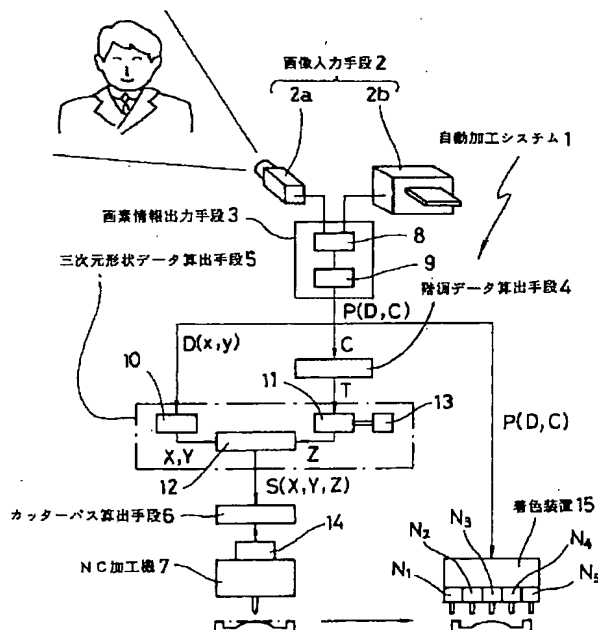 画像入力手段2
2a
2b
自動加工システム1
画素情報出力手段3
8
三次元形状データ算出手段5
9
階調データ算出手段4
P(D,C)
D(x,y)
C
10
11
T
13
P(D,C)
X,Y
Z
12
S(X,Y,Z)
カッターパス算出手段6
着色装置15
14
N3
N2
N4
NC加工機7
N1
N5